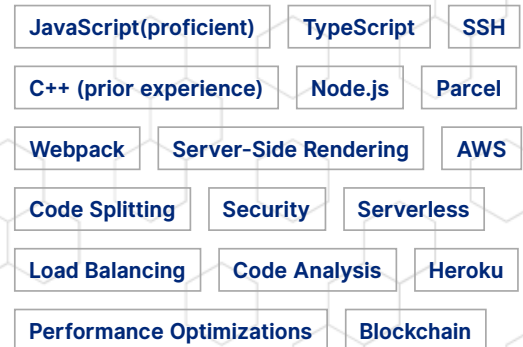 JavaScript(proficient) TypeScript SSH
C++ (prior experience) Node.js Parcel
Webpack Server-Side Rendering AWS
Code Splitting Security Serverless
Load Balancing Code Analysis Heroku
Performance Optimizations Blockchain